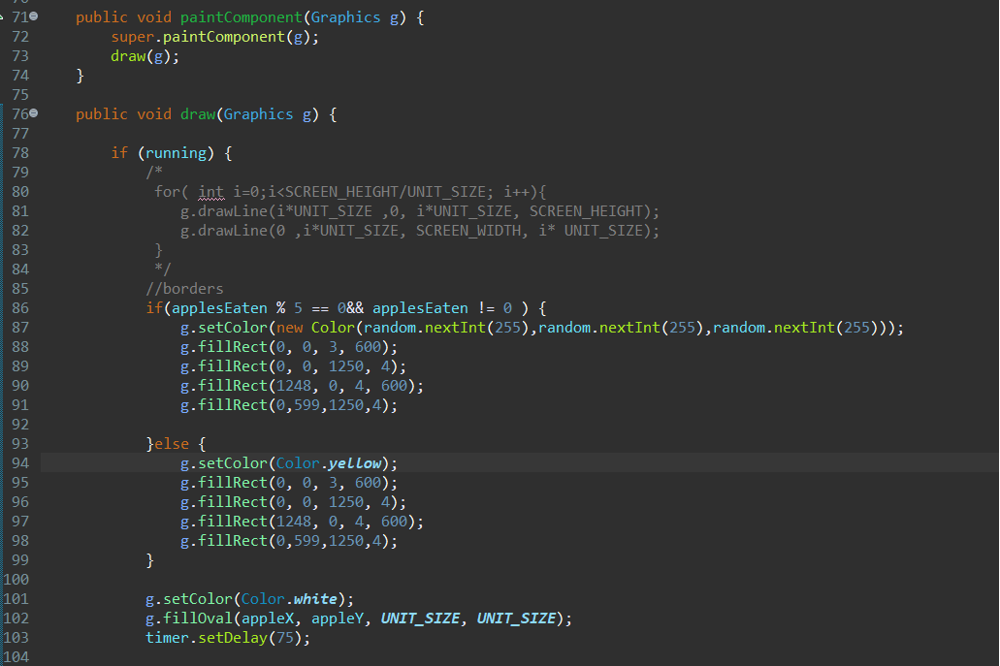 71 public void paintComponent(Graphics g) {
72 super.paintComponent(g);
73 draw(g);
74 }
75
76 public void draw(Graphics g) {
77
78 if (running) {
79 /*
80 for( int i=0;i<SCREEN_HEIGHT/UNIT_SIZE; i++){
81 g.drawLine(i*UNIT_SIZE ,0, i*UNIT_SIZE, SCREEN_HEIGHT);
82 g.drawLine(0 ,i*UNIT_SIZE, SCREEN_WIDTH, i* UNIT_SIZE);
83 }
84 */
85 //borders
86 if(applesEaten % 5 == 0&& applesEaten != 0 ) {
87 g.setColor(new Color(random.nextInt(255),random.nextInt(255),random.nextInt(255)));
88 g.fillRect(0, 0, 3, 600);
89 g.fillRect(0, 0, 1250, 4);
90 g.fillRect(1248, 0, 4, 600);
91 g.fillRect(0,599,1250,4);
92
93 }else {
94 g.setColor(Color.yellow);
95 g.fillRect(0, 0, 3, 600);
96 g.fillRect(0, 0, 1250, 4);
97 g.fillRect(1248, 0, 4, 600);
98 g.fillRect(0,599,1250,4);
99 }
100
101 g.setColor(Color.white);
102 g.fillOval(appleX, appleY, UNIT_SIZE, UNIT_SIZE);
103 timer.setDelay(75);
104